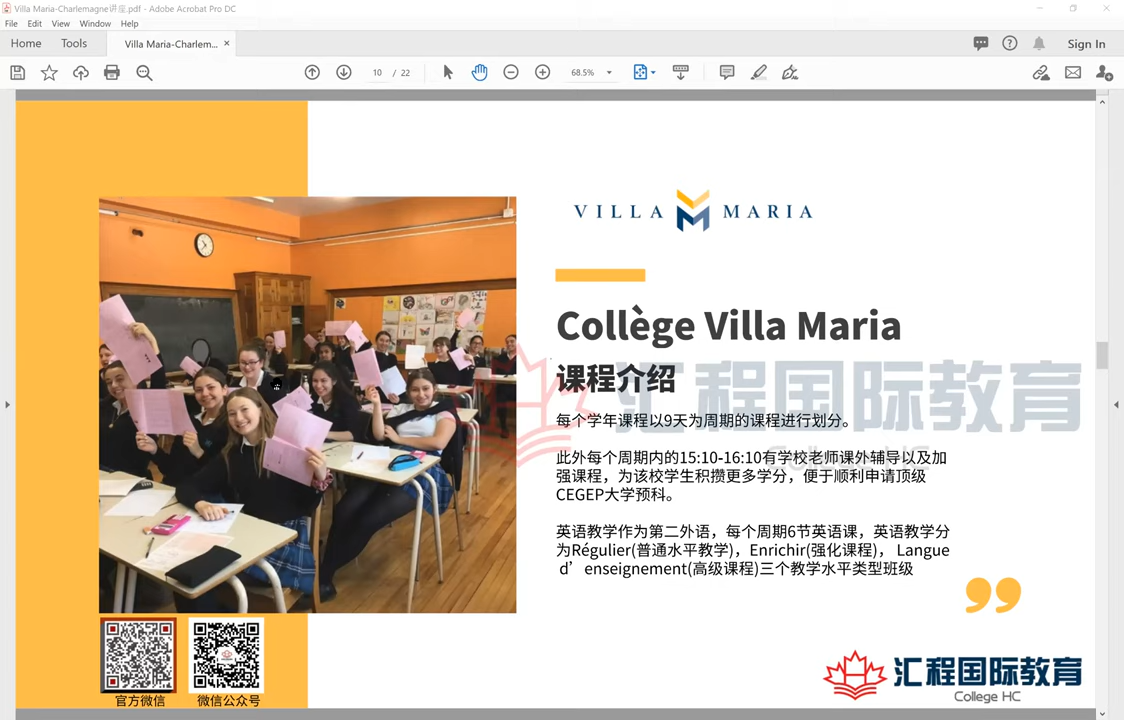 Villa Maria-Charlemagne讲座.pdf - Adobe Acrobat Pro DC
File Edit View Window Help
Home Tools Villa Maria-Charlem... × Sign In
10 / 22 68.5%
VILLA MARIA
Collège Villa Maria
课程介绍
汇程国际教育
College HC
每个学年课程以9天为周期的课程进行划分。
此外每个周期内的15:10-16:10有学校老师课外辅导以及加
强课程，为该校学生积攒更多学分，便于顺利申请顶级
CEGEP大学预科。
英语教学作为第二外语，每个周期6节英语课，英语教学分
为Régulier(普通水平教学)，Enrichir(强化课程)， Langue
d’enseignement(高级课程)三个教学水平类型班级
官方微信 微信公众号
汇程国际教育
College HC